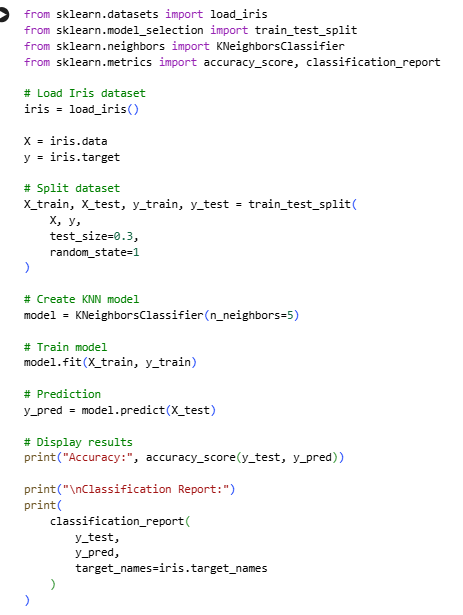 from sklearn.datasets import load_iris
from sklearn.model_selection import train_test_split
from sklearn.neighbors import KNeighborsClassifier
from sklearn.metrics import accuracy_score, classification_report

# Load Iris dataset
iris = load_iris()

X = iris.data
y = iris.target

# Split dataset
X_train, X_test, y_train, y_test = train_test_split(
    X, y,
    test_size=0.3,
    random_state=1
)

# Create KNN model
model = KNeighborsClassifier(n_neighbors=5)

# Train model
model.fit(X_train, y_train)

# Prediction
y_pred = model.predict(X_test)

# Display results
print("Accuracy:", accuracy_score(y_test, y_pred))

print("\nClassification Report:")
print(
    classification_report(
        y_test,
        y_pred,
        target_names=iris.target_names
    )
)